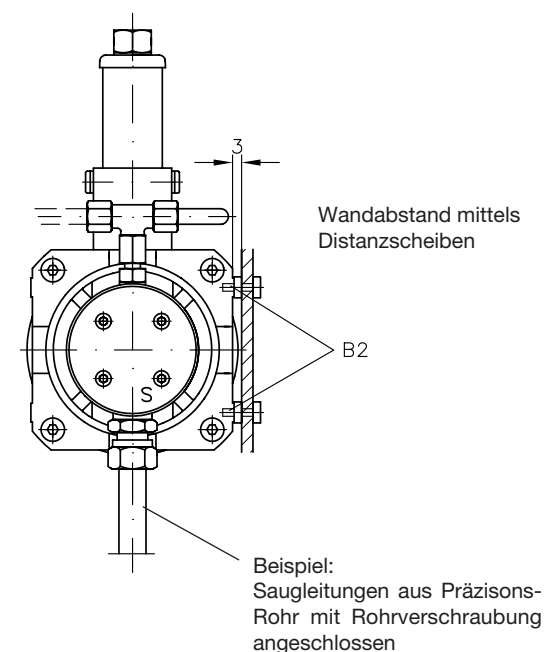 3
Wandabstand mittels
Distanzscheiben
B2
S
Beispiel:
Saugleitungen aus Präzisons-
Rohr mit Rohrverschraubung
angeschlossen